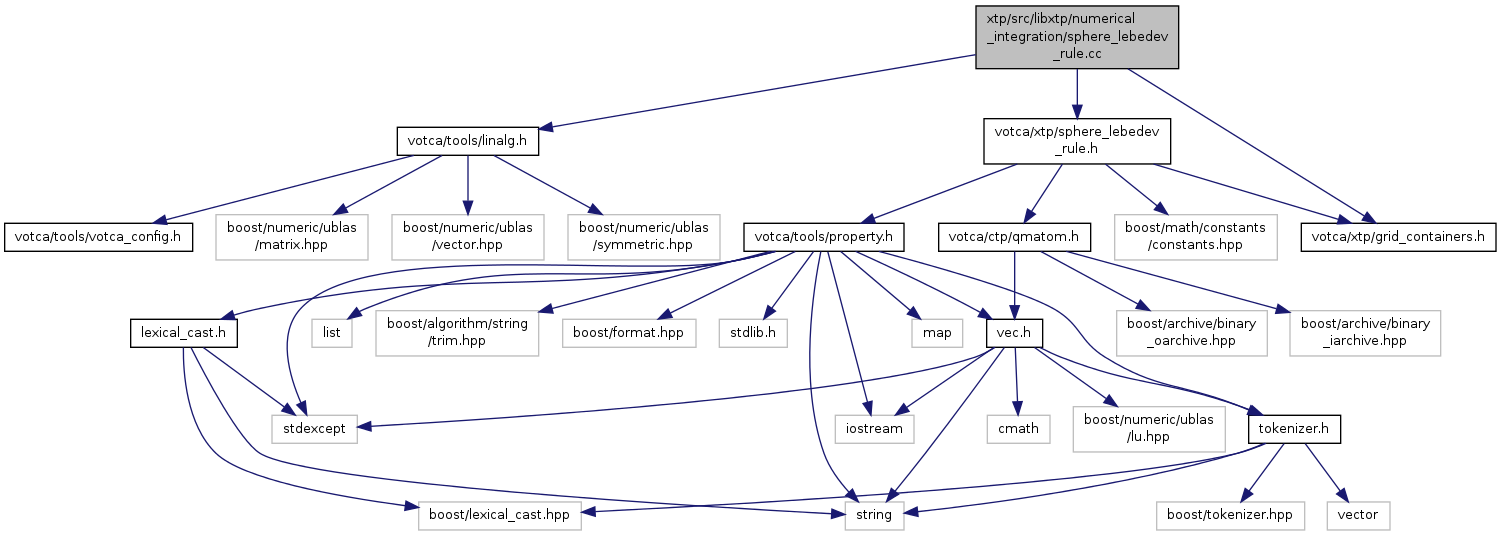 xtp/src/libxtp/numerical
_integration/sphere_lebedev
_rule.cc
votca/tools/linalg.h
votca/xtp/sphere_lebedev
_rule.h
votca/tools/votca_config.h
boost/numeric/ublas
/matrix.hpp
boost/numeric/ublas
/vector.hpp
boost/numeric/ublas
/symmetric.hpp
votca/tools/property.h
votca/ctp/qmatom.h
boost/math/constants
/constants.hpp
votca/xtp/grid_containers.h
lexical_cast.h
list
boost/algorithm/string
/trim.hpp
boost/format.hpp
stdlib.h
map
vec.h
boost/archive/binary
_oarchive.hpp
boost/archive/binary
_iarchive.hpp
stdexcept
iostream
cmath
boost/numeric/ublas
/lu.hpp
tokenizer.h
boost/lexical_cast.hpp
string
boost/tokenizer.hpp
vector